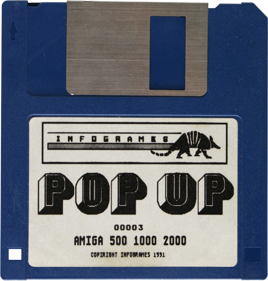 INFOGRAMES
POP UP
00003
AMIGA 500 1000 2000
COPYRIGHT INFOGRAMES 1991